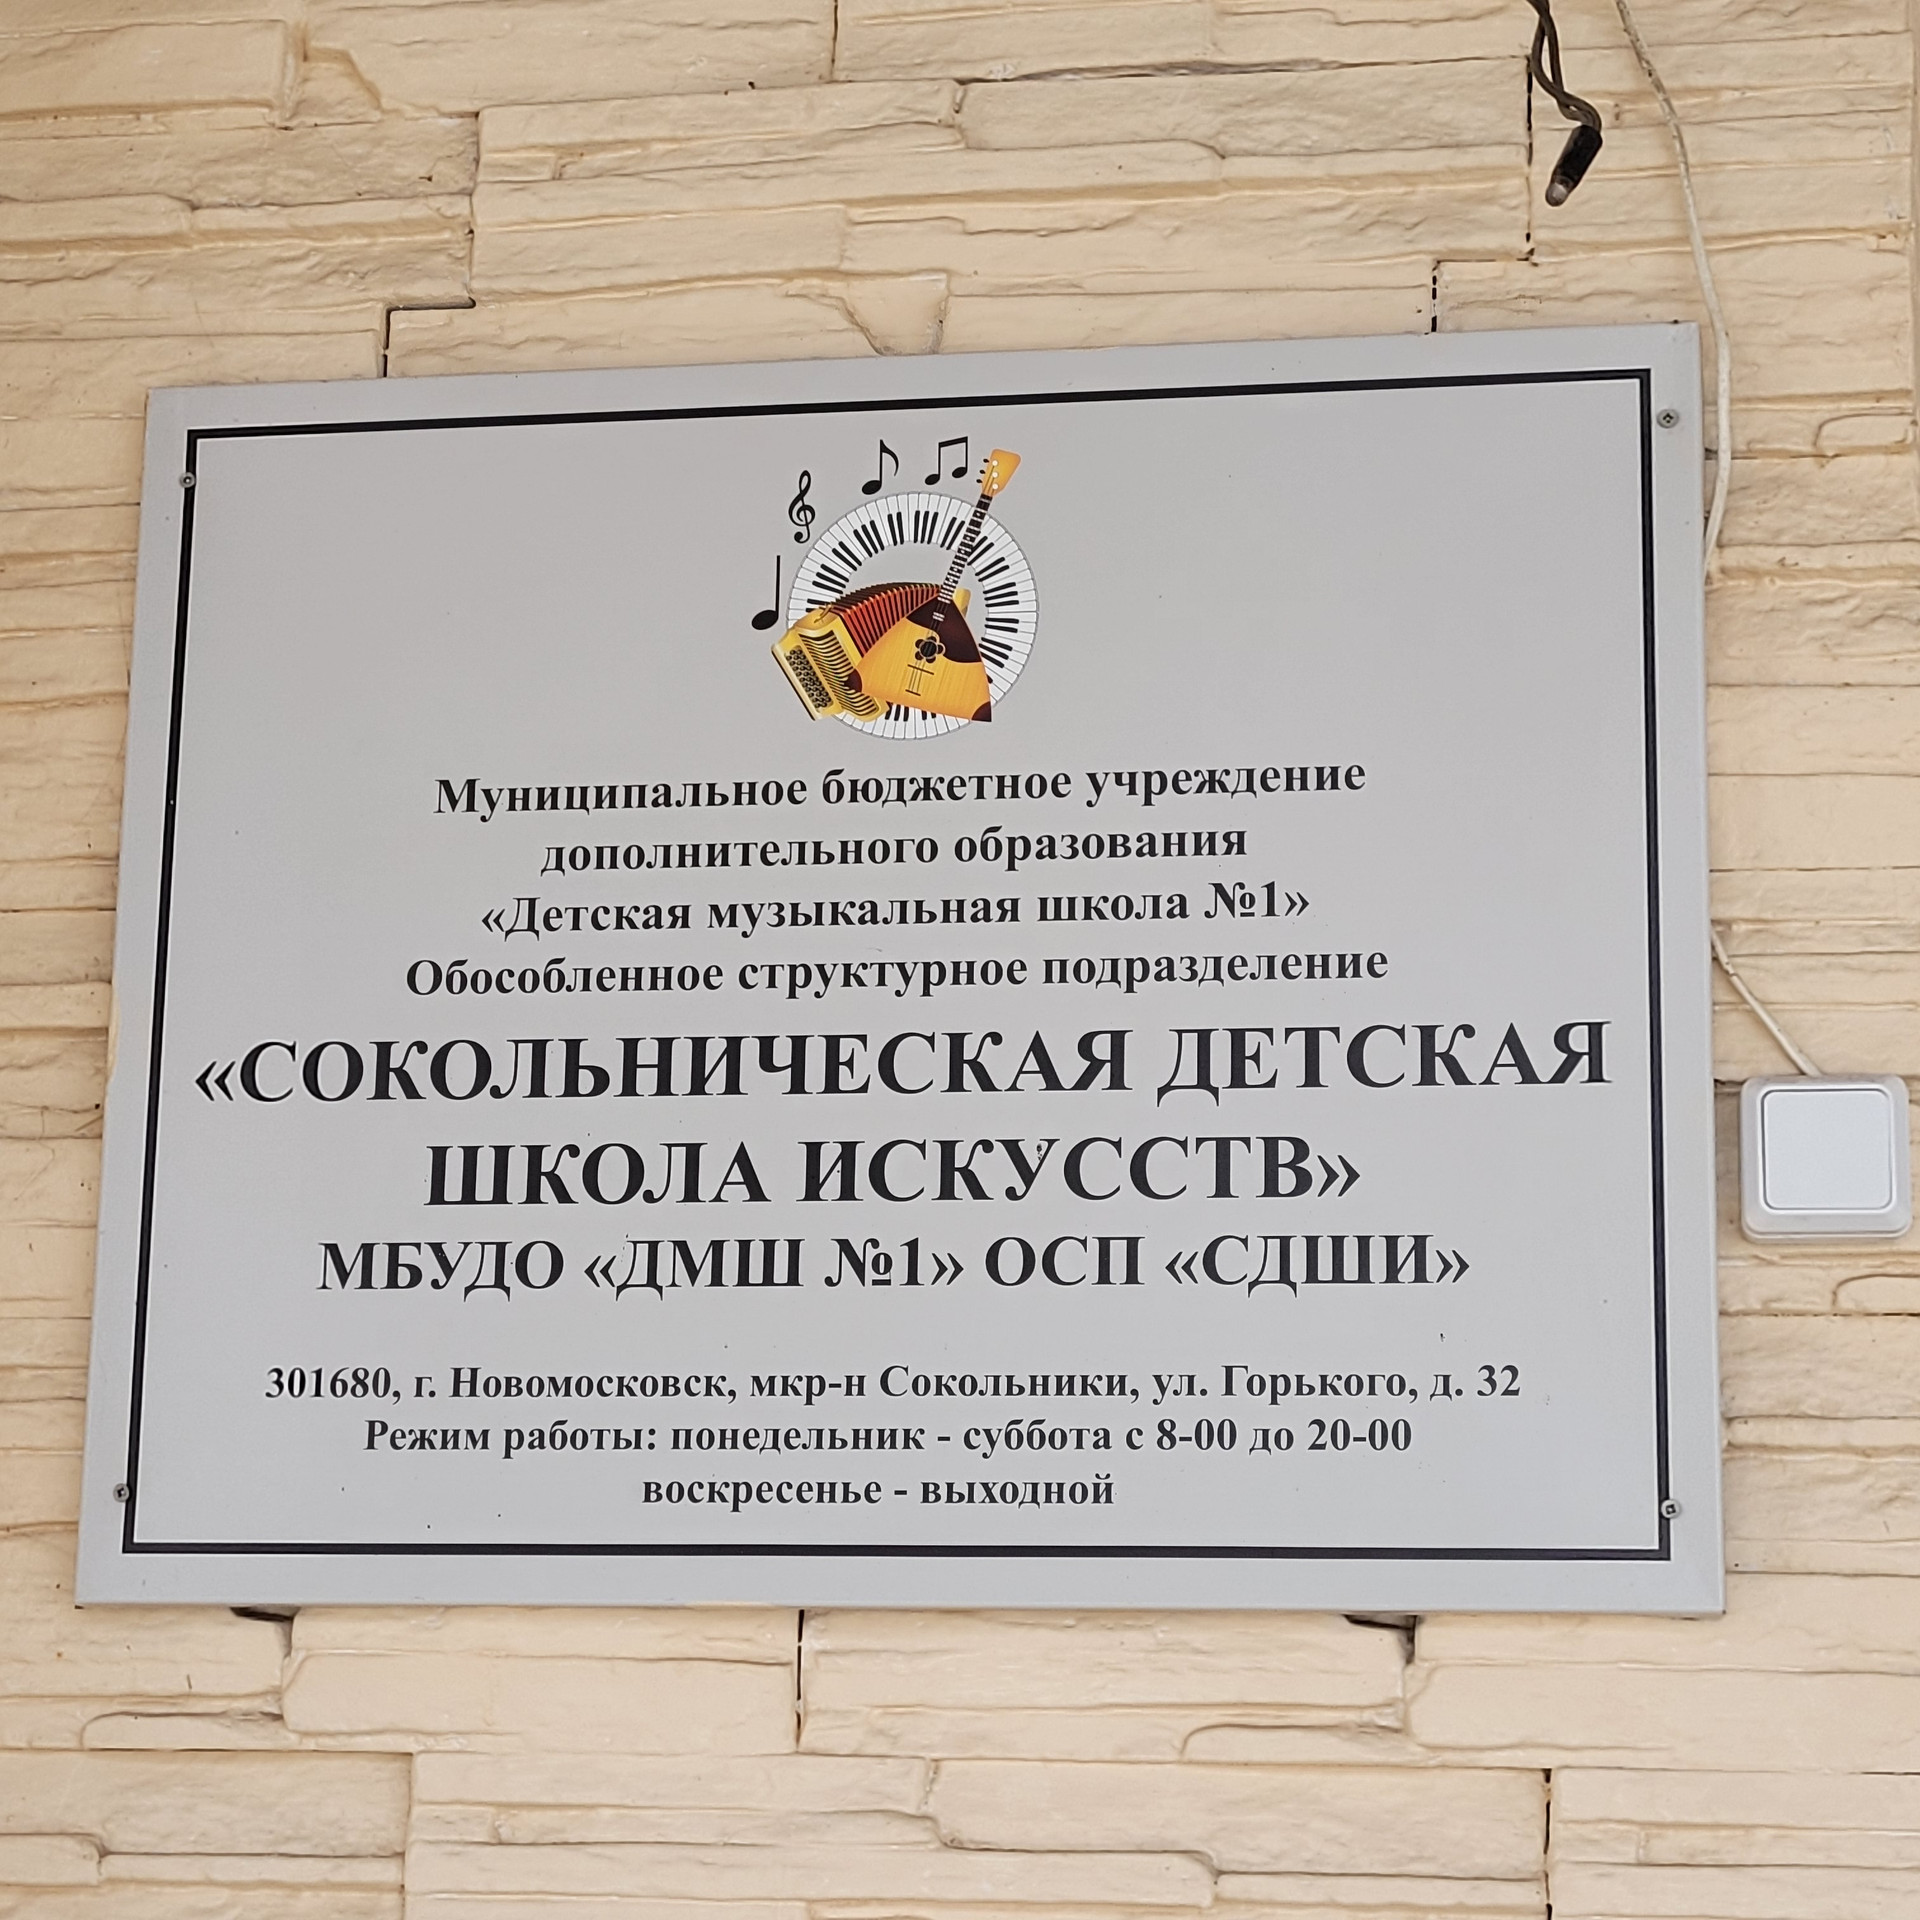 Муниципальное бюджетное учреждение
дополнительного образования
«Детская музыкальная школа №1»
Обособленное структурное подразделение
«СОКОЛЬНИЧЕСКАЯ ДЕТСКАЯ
ШКОЛА ИСКУССТВ»
МБУДО «ДМШ №1» ОСП «СДШИ»
301680, г. Новомосковск, мкр-н Сокольники, ул. Горького, д. 32
Режим работы: понедельник - суббота с 8-00 до 20-00
воскресенье - выходной